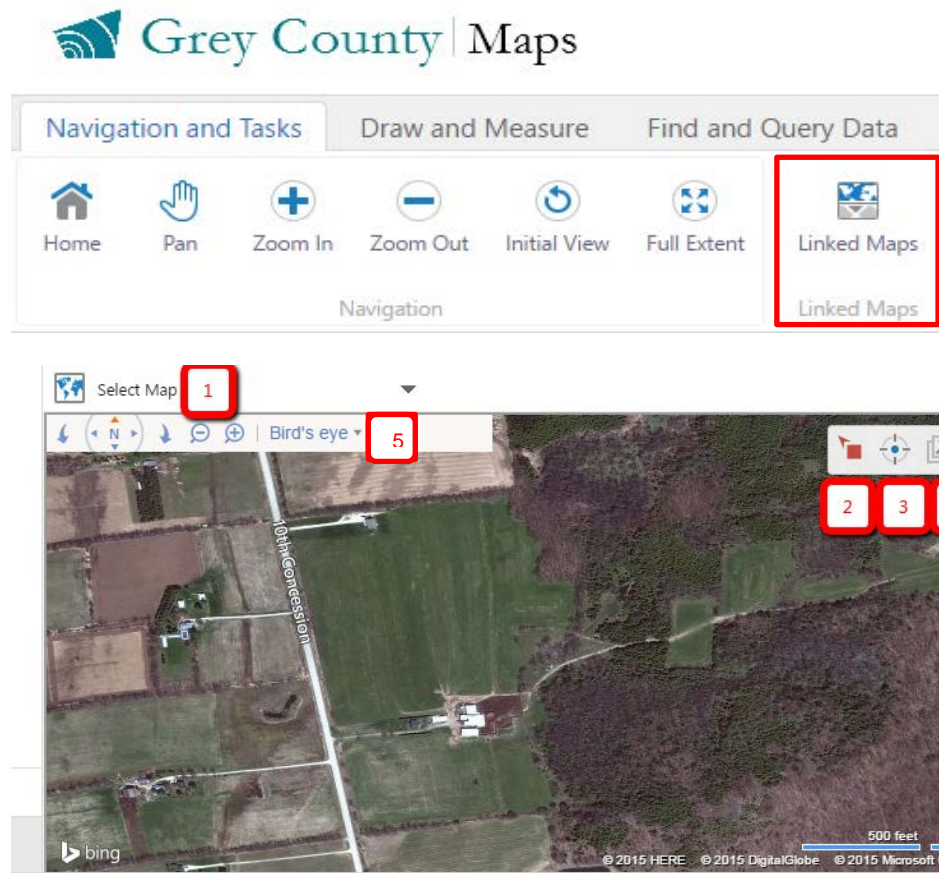 Grey County | Maps
Navigation and Tasks Draw and Measure Find and Query Data
Home Pan Zoom In Zoom Out Initial View Full Extent Linked Maps
Navigation Linked Maps
Select Map 1
N Bird's eye 5
2 3
10th Concession
500 feet
bing © 2015 HERE © 2015 DigitalGlobe © 2015 Microsoft